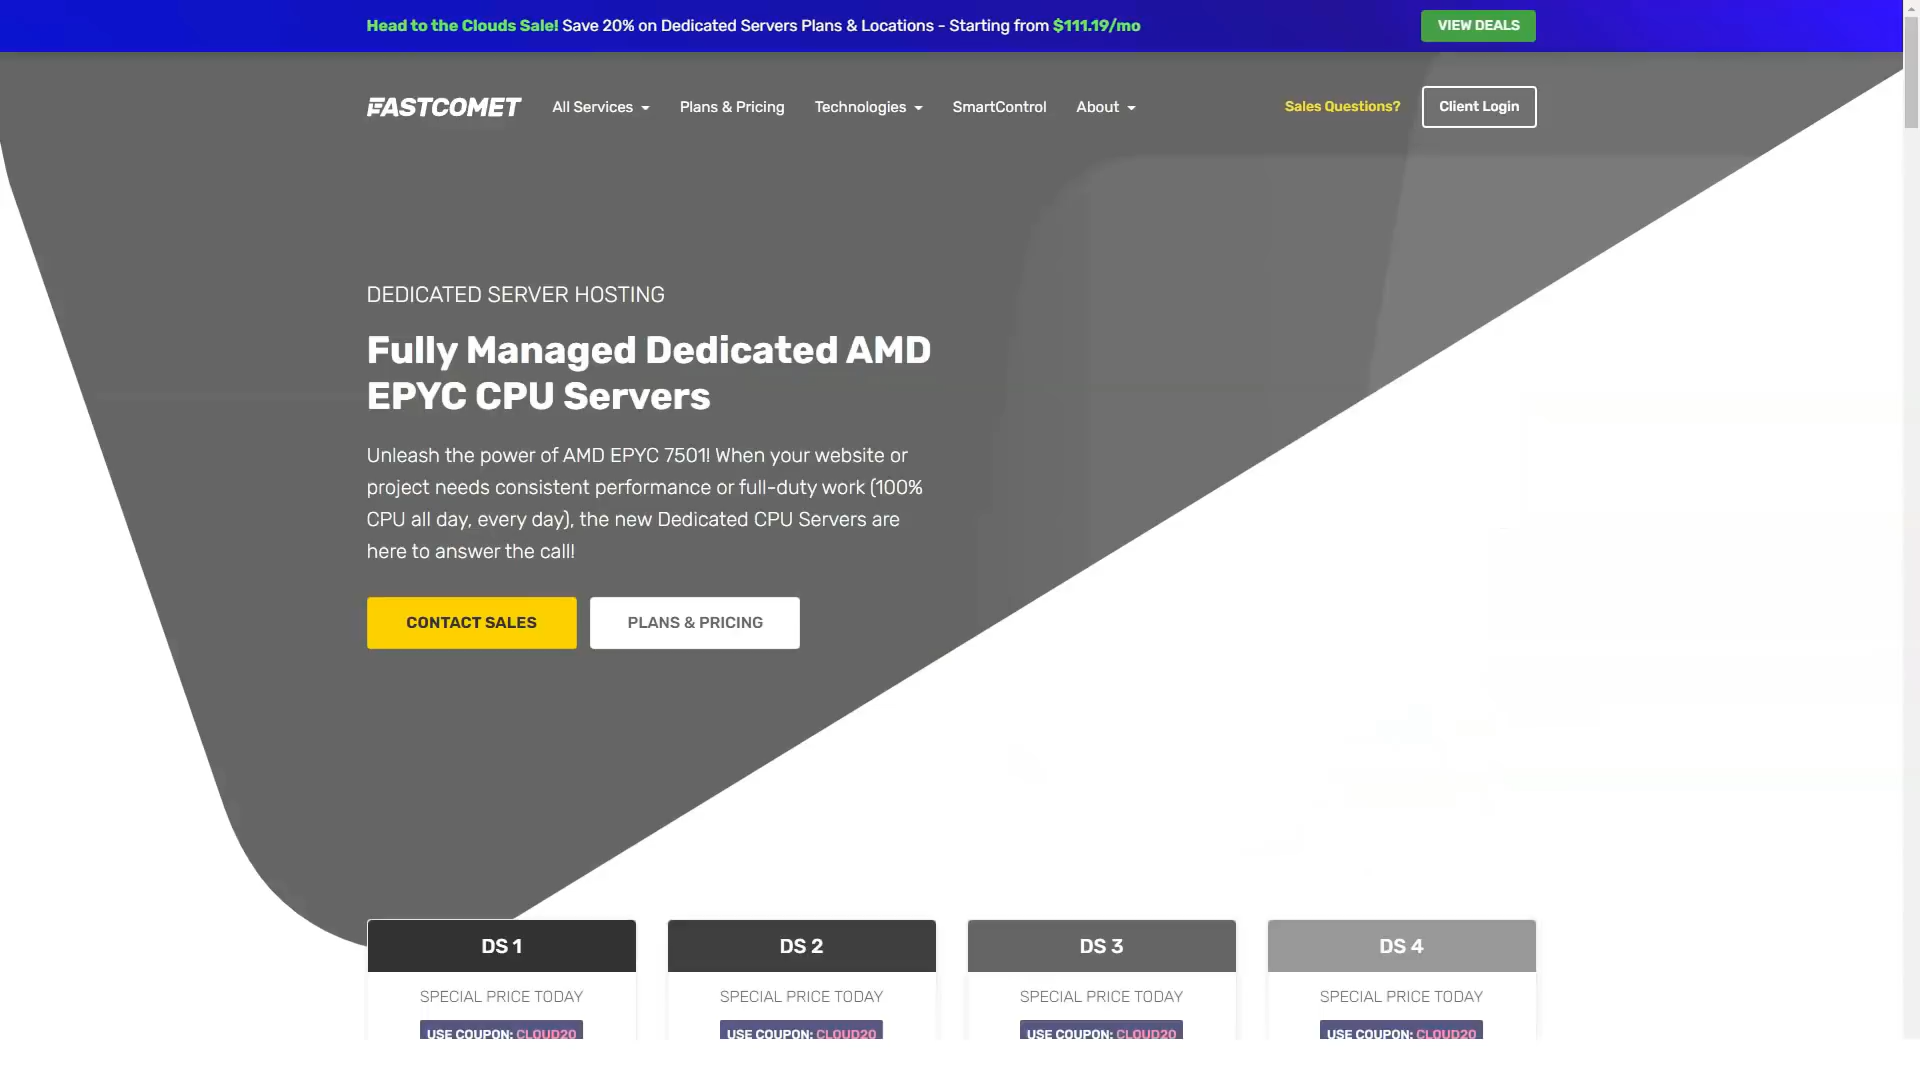 Head to the Clouds Sale! Save 20% on Dedicated Servers Plans & Locations - Starting from $111.19/mo
VIEW DEALS
FASTCOMET
All Services
Plans & Pricing
Technologies
SmartControl
About
Sales Questions?
Client Login
DEDICATED SERVER HOSTING
Fully Managed Dedicated AMD
EPYC CPU Servers
Unleash the power of AMD EPYC 7501! When your website or
project needs consistent performance or full-duty work (100%
CPU all day, every day), the new Dedicated CPU Servers are
here to answer the call!
CONTACT SALES
PLANS & PRICING
DS 1
SPECIAL PRICE TODAY
USE COUPON: CLOUD20
DS 2
SPECIAL PRICE TODAY
USE COUPON: CLOUD20
DS 3
SPECIAL PRICE TODAY
USE COUPON: CLOUD20
DS 4
SPECIAL PRICE TODAY
USE COUPON: CLOUD20